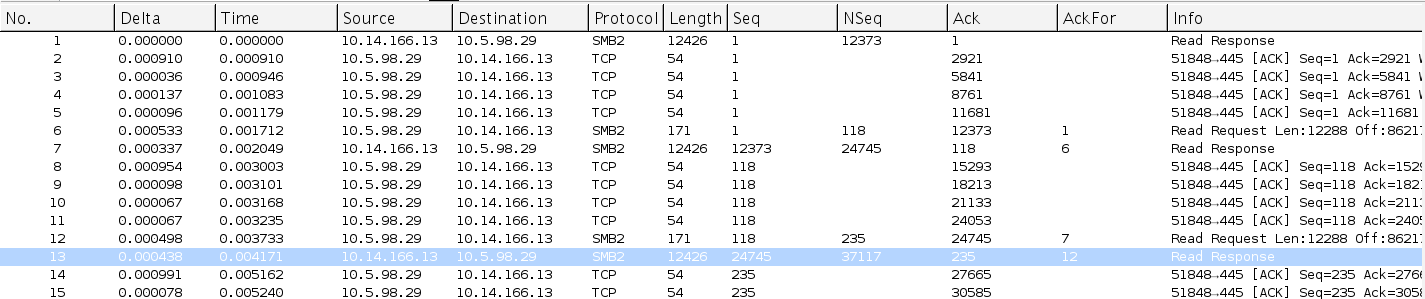 No. Delta Time Source Destination Protocol Length Seq NSeq Ack AckFor Info
1 0.000000 0.000000 10.14.166.13 10.5.98.29 SMB2 12426 1 12373 1 Read Response
2 0.000910 0.000910 10.5.98.29 10.14.166.13 TCP 54 1 2921 51848→445 [ACK] Seq=1 Ack=2921 W
3 0.000036 0.000946 10.5.98.29 10.14.166.13 TCP 54 1 5841 51848→445 [ACK] Seq=1 Ack=5841 W
4 0.000137 0.001083 10.5.98.29 10.14.166.13 TCP 54 1 8761 51848→445 [ACK] Seq=1 Ack=8761 W
5 0.000096 0.001179 10.5.98.29 10.14.166.13 TCP 54 1 11681 51848→445 [ACK] Seq=1 Ack=11681
6 0.000533 0.001712 10.5.98.29 10.14.166.13 SMB2 171 1 118 12373 1 Read Request Len:12288 Off:8621
7 0.000337 0.002049 10.14.166.13 10.5.98.29 SMB2 12426 12373 24745 118 6 Read Response
8 0.000954 0.003003 10.5.98.29 10.14.166.13 TCP 54 118 15293 51848→445 [ACK] Seq=118 Ack=1529
9 0.000098 0.003101 10.5.98.29 10.14.166.13 TCP 54 118 18213 51848→445 [ACK] Seq=118 Ack=182
10 0.000067 0.003168 10.5.98.29 10.14.166.13 TCP 54 118 21133 51848→445 [ACK] Seq=118 Ack=211
11 0.000067 0.003235 10.5.98.29 10.14.166.13 TCP 54 118 24053 51848→445 [ACK] Seq=118 Ack=240
12 0.000498 0.003733 10.5.98.29 10.14.166.13 SMB2 171 118 235 24745 7 Read Request Len:12288 Off:8621
13 0.000438 0.004171 10.14.166.13 10.5.98.29 SMB2 12426 24745 37117 235 12 Read Response
14 0.000991 0.005162 10.5.98.29 10.14.166.13 TCP 54 235 27665 51848→445 [ACK] Seq=235 Ack=276
15 0.000078 0.005240 10.5.98.29 10.14.166.13 TCP 54 235 30585 51848→445 [ACK] Seq=235 Ack=305